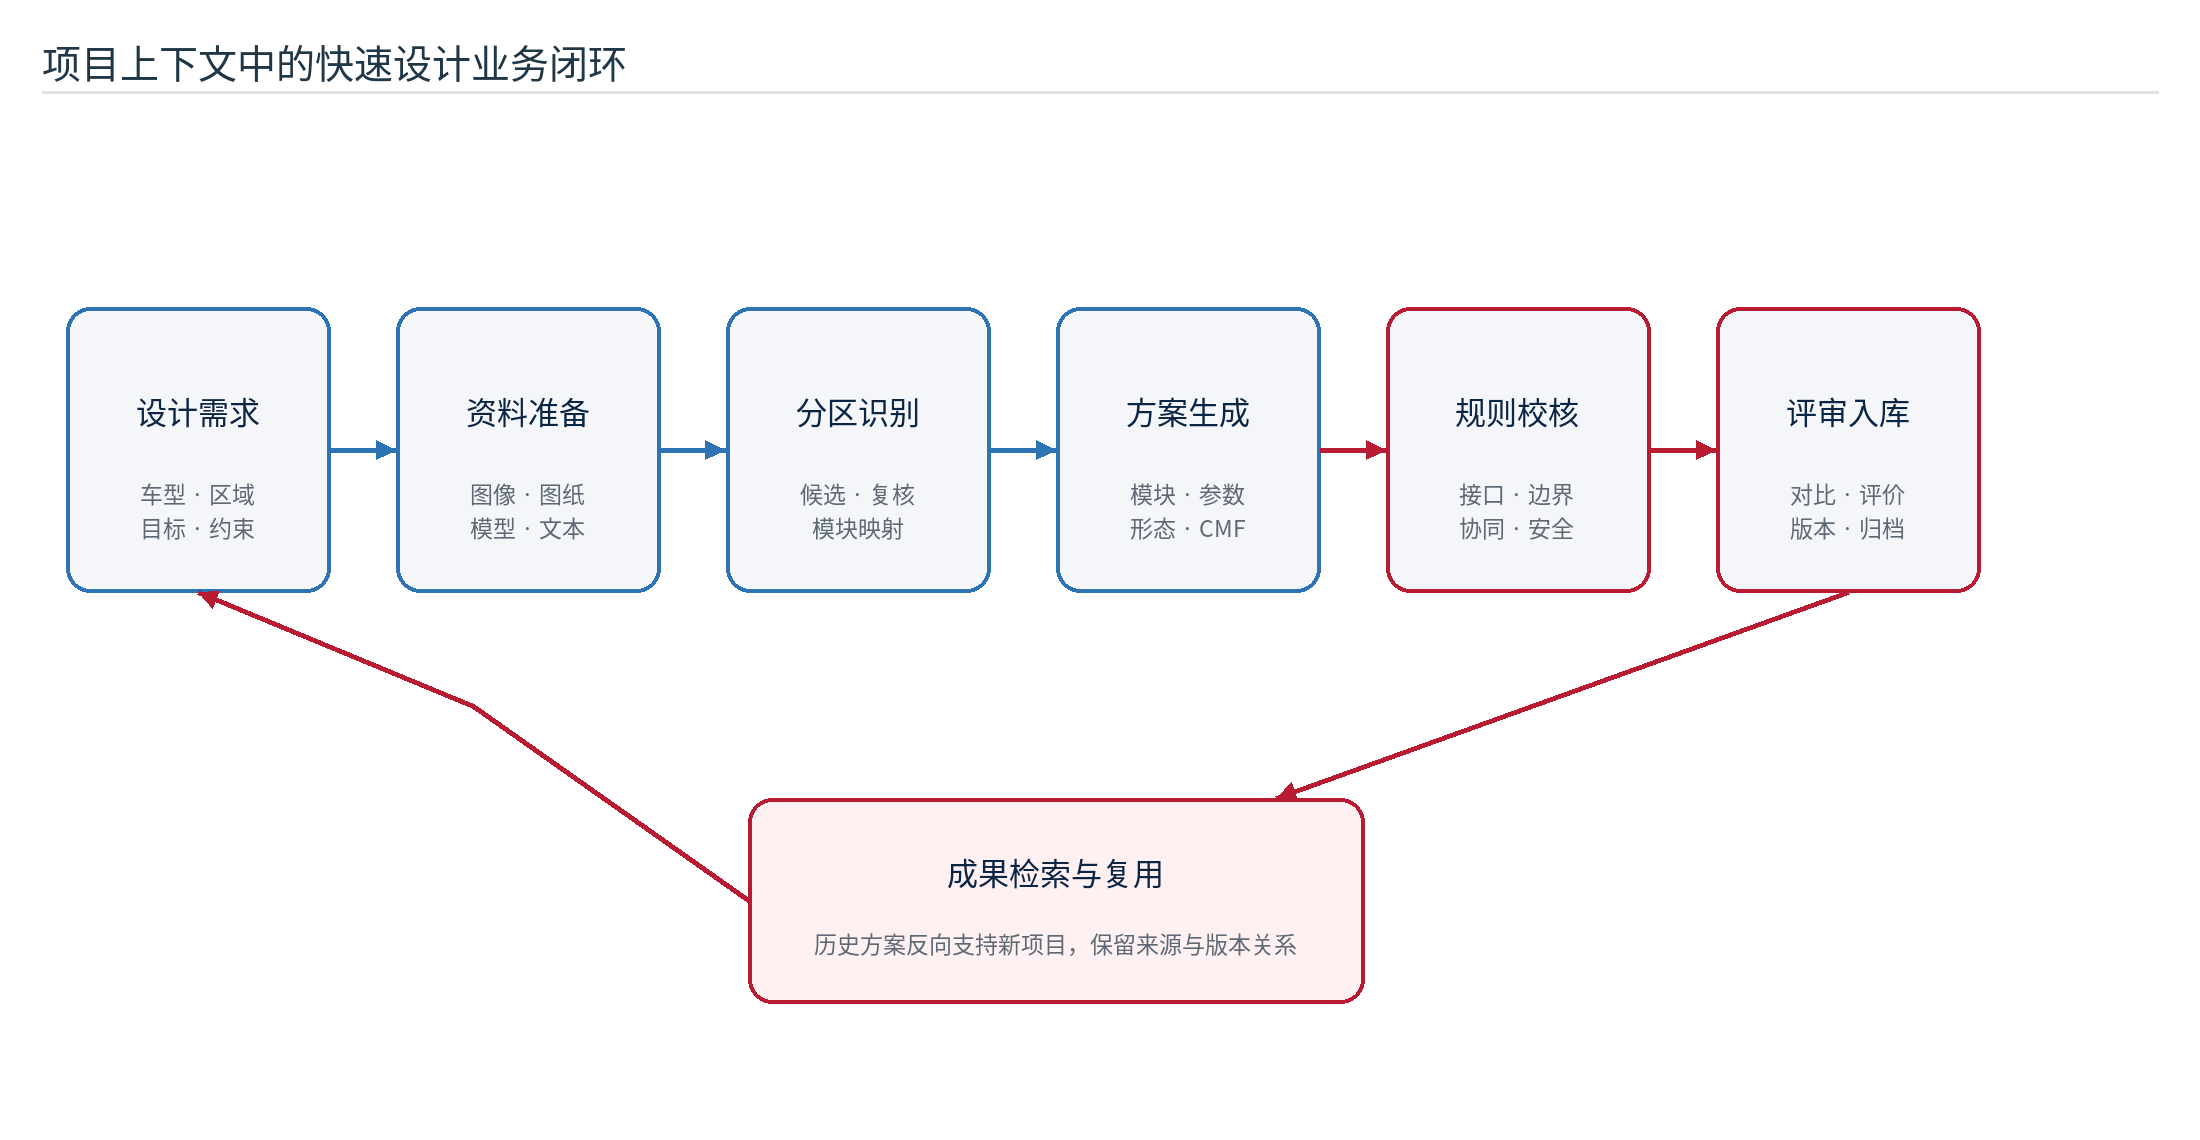 项目上下文中的快速设计业务闭环
设计需求
车型 · 区域
目标 · 约束
资料准备
图像 · 图纸
模型 · 文本
分区识别
候选 · 复核
模块映射
方案生成
模块 · 参数
形态 · CMF
规则校核
接口 · 边界
协同 · 安全
评审入库
对比 · 评价
版本 · 归档
成果检索与复用
历史方案反向支持新项目，保留来源与版本关系